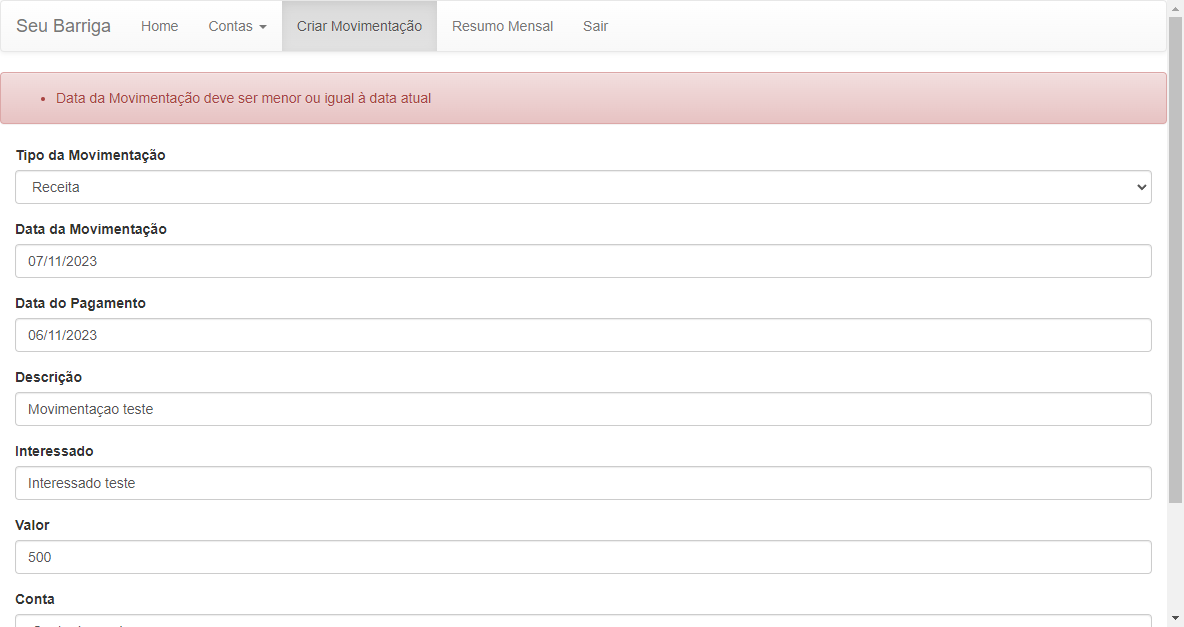 Seu Barriga Home Contas Criar Movimentação Resumo Mensal Sair
Data da Movimentação deve ser menor ou igual à data atual
Tipo da Movimentação
Receita
Data da Movimentação
07/11/2023
Data do Pagamento
06/11/2023
Descrição
Movimentaçao teste
Interessado
Interessado teste
Valor
500
Conta